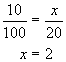 10/100 = x/20
x = 2